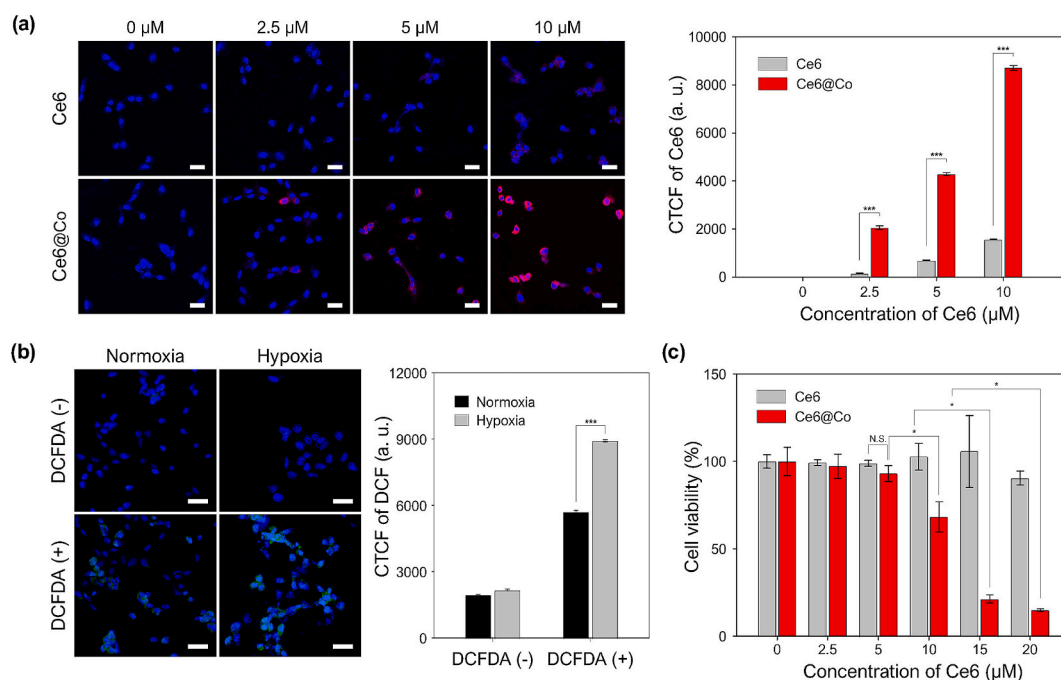 (a)
0 µM 2.5 µM 5 µM 10 µM
Ce6
Ce6@Co
CTCF of Ce6 (a. u.)
10000
8000
6000
4000
2000
0
Ce6
Ce6@Co
***
***
***
0 2.5 5 10
Concentration of Ce6 (µM)
(b)
Normoxia Hypoxia
DCFDA (-)
DCFDA (+)
CTCF of DCF (a. u.)
12000
9000
6000
3000
0
Normoxia
Hypoxia
***
DCFDA (-) DCFDA (+)
(c)
Cell viability (%)
150
100
50
0
Ce6
Ce6@Co
N.S.
*
*
*
0 2.5 5 10 15 20
Concentration of Ce6 (µM)